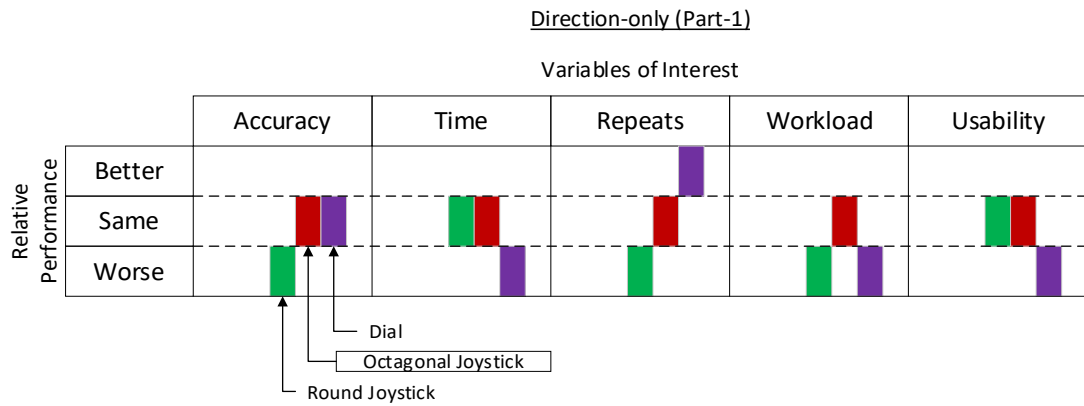 Direction-only (Part-1)
Variables of Interest
Accuracy Time Repeats Workload Usability
Relative
Performance
Better
Same
Worse
Dial
Octagonal Joystick
Round Joystick